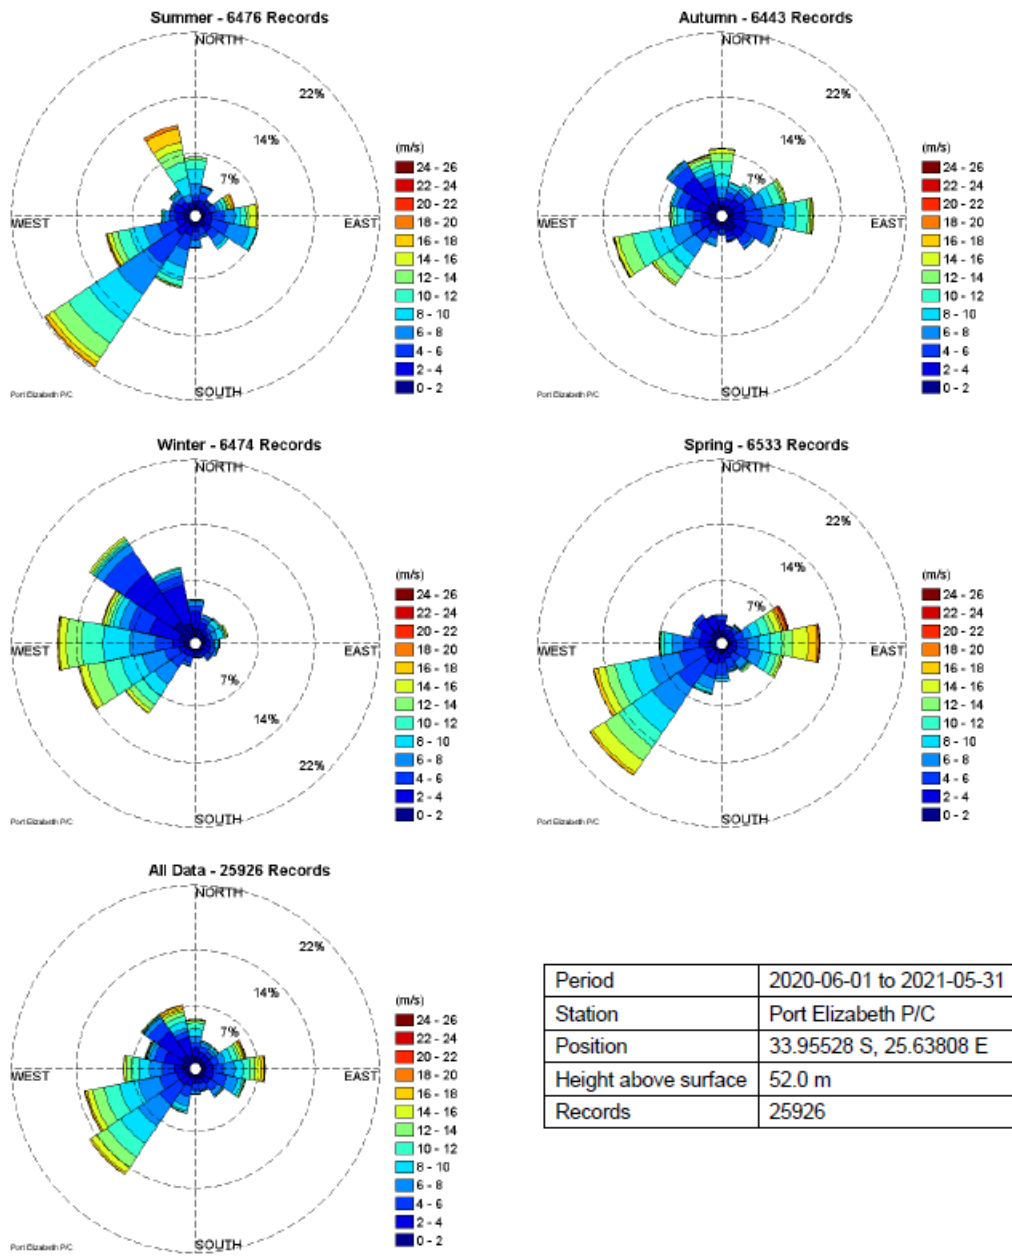 Summer - 6476 Records
NORTH
22%
14%
7%
WEST
EAST
SOUTH
(m/s)
24 - 26
22 - 24
20 - 22
18 - 20
16 - 18
14 - 16
12 - 14
10 - 12
8 - 10
6 - 8
4 - 6
2 - 4
0 - 2
Port Elizabeth P/C
Autumn - 6443 Records
NORTH
22%
14%
7%
WEST
EAST
SOUTH
(m/s)
24 - 26
22 - 24
20 - 22
18 - 20
16 - 18
14 - 16
12 - 14
10 - 12
8 - 10
6 - 8
4 - 6
2 - 4
0 - 2
Port Elizabeth P/C
Winter - 6474 Records
NORTH
WEST
EAST
7%
14%
22%
SOUTH
(m/s)
24 - 26
22 - 24
20 - 22
18 - 20
16 - 18
14 - 16
12 - 14
10 - 12
8 - 10
6 - 8
4 - 6
2 - 4
0 - 2
Port Elizabeth P/C
Spring - 6533 Records
NORTH
22%
14%
7%
WEST
EAST
SOUTH
(m/s)
24 - 26
22 - 24
20 - 22
18 - 20
16 - 18
14 - 16
12 - 14
10 - 12
8 - 10
6 - 8
4 - 6
2 - 4
0 - 2
Port Elizabeth P/C
All Data - 25926 Records
NORTH
22%
14%
7%
WEST
EAST
SOUTH
(m/s)
24 - 26
22 - 24
20 - 22
18 - 20
16 - 18
14 - 16
12 - 14
10 - 12
8 - 10
6 - 8
4 - 6
2 - 4
0 - 2
Port Elizabeth P/C
Period 2020-06-01 to 2021-05-31
Station Port Elizabeth P/C
Position 33.95528 S, 25.63808 E
Height above surface 52.0 m
Records 25926